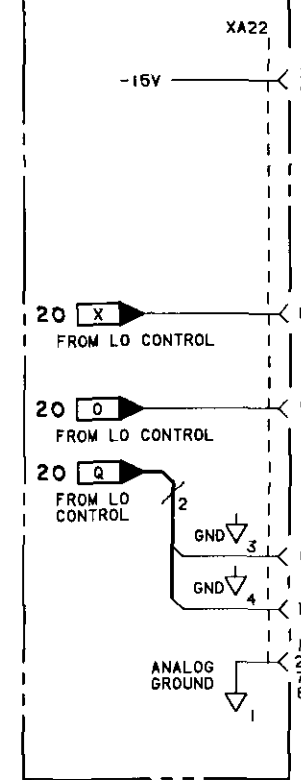 XA22
-15V
20 X
FROM LO CONTROL
20 O
FROM LO CONTROL
20 Q
FROM LO
CONTROL
2
GND 3
GND 4
ANALOG
GROUND
1